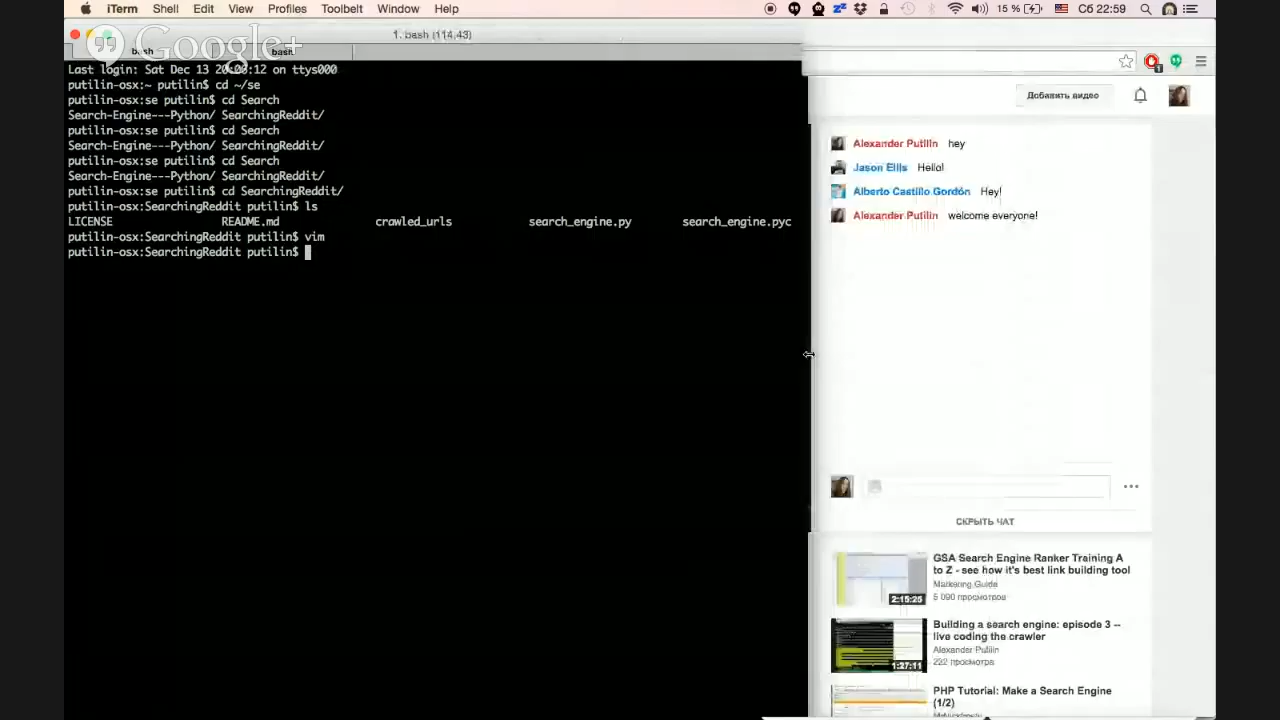 iTerm Shell Edit View Profiles Toolbelt Window Help
15 % Сб 22:59
Google+
1. bash (114,43)
bash bash
Last login: Sat Dec 13 20:00:12 on ttys000
putilin-osx:~ putilin$ cd ~/se
putilin-osx:se putilin$ cd Search
Search-Engine---Python/ SearchingReddit/
putilin-osx:se putilin$ cd Search
Search-Engine---Python/ SearchingReddit/
putilin-osx:se putilin$ cd Search
Search-Engine---Python/ SearchingReddit/
putilin-osx:se putilin$ cd SearchingReddit/
putilin-osx:SearchingReddit putilin$ ls
LICENSE README.md crawled_urls search_engine.py search_engine.pyc
putilin-osx:SearchingReddit putilin$ vim
putilin-osx:SearchingReddit putilin$
Добавить видео
Alexander Putilin hey
Jason Ellis Hello!
Alberto Castillo Gordón Hey!
Alexander Putilin welcome everyone!
СКРЫТЬ ЧАТ
GSA Search Engine Ranker Training A
to Z - see how it's best link building tool
Marketing Guide
5 090 просмотров
2:15:25
Building a search engine: episode 3 --
live coding the crawler
Alexander Putilin
222 просмотра
1:27:11
PHP Tutorial: Make a Search Engine
(1/2)